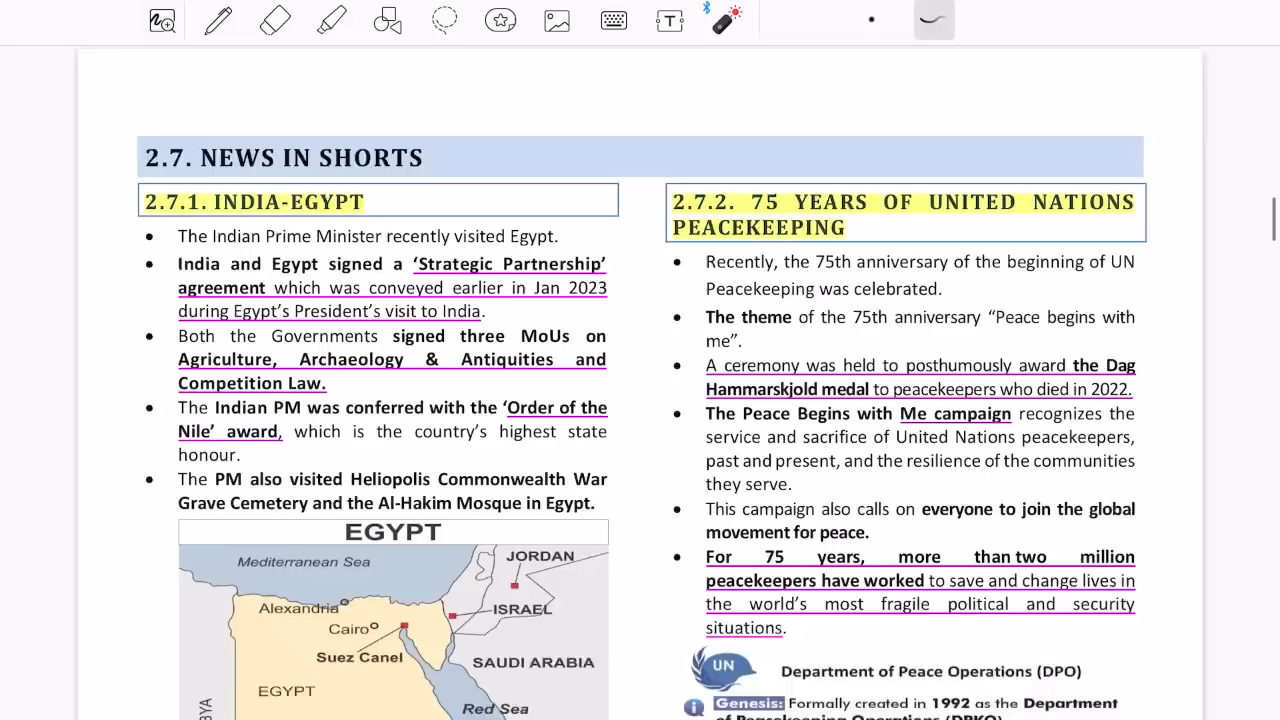 2.7. NEWS IN SHORTS
2.7.1. INDIA-EGYPT
• The Indian Prime Minister recently visited Egypt.
• India and Egypt signed a ‘Strategic Partnership’
agreement which was conveyed earlier in Jan 2023
during Egypt’s President’s visit to India.
• Both the Governments signed three MoUs on
Agriculture, Archaeology & Antiquities and
Competition Law.
• The Indian PM was conferred with the ‘Order of the
Nile’ award, which is the country’s highest state
honour.
• The PM also visited Heliopolis Commonwealth War
Grave Cemetery and the Al-Hakim Mosque in Egypt.
EGYPT
Mediterranean Sea
JORDAN
Alexandria
ISRAEL
Cairo
Suez Canel
SAUDI ARABIA
EGYPT
Red Sea
2.7.2. 75 YEARS OF UNITED NATIONS
PEACEKEEPING
• Recently, the 75th anniversary of the beginning of UN
Peacekeeping was celebrated.
• The theme of the 75th anniversary “Peace begins with
me”.
• A ceremony was held to posthumously award the Dag
Hammarskjold medal to peacekeepers who died in 2022.
• The Peace Begins with Me campaign recognizes the
service and sacrifice of United Nations peacekeepers,
past and present, and the resilience of the communities
they serve.
• This campaign also calls on everyone to join the global
movement for peace.
• For 75 years, more than two million
peacekeepers have worked to save and change lives in
the world’s most fragile political and security
situations.
UN
Department of Peace Operations (DPO)
Genesis: Formally created in 1992 as the Department
of Peacekeeping Operations (DPKO)